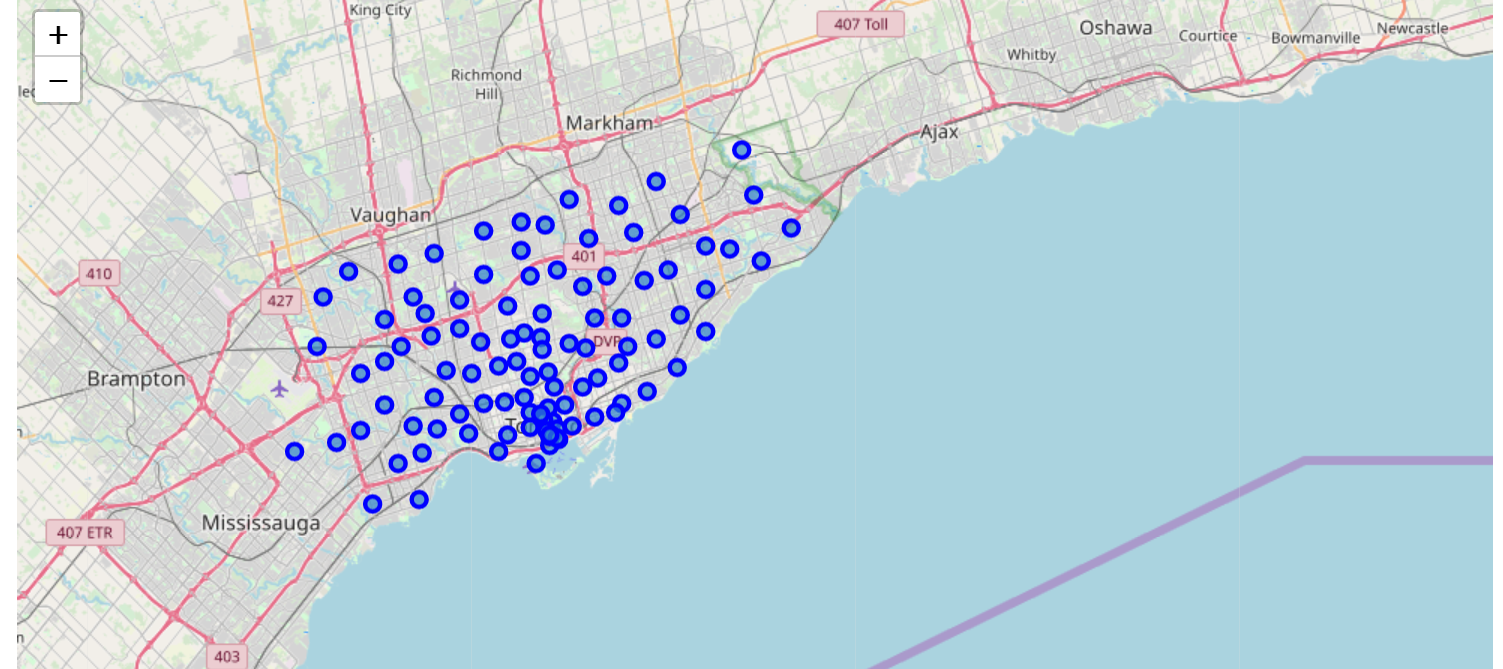 +
−
King City
407 Toll
Oshawa
Courtice
Bowmanville
Newcastle
Whitby
Richmond
Hill
Markham
Ajax
Vaughan
401
410
427
DVP
Brampton
Mississauga
407 ETR
403